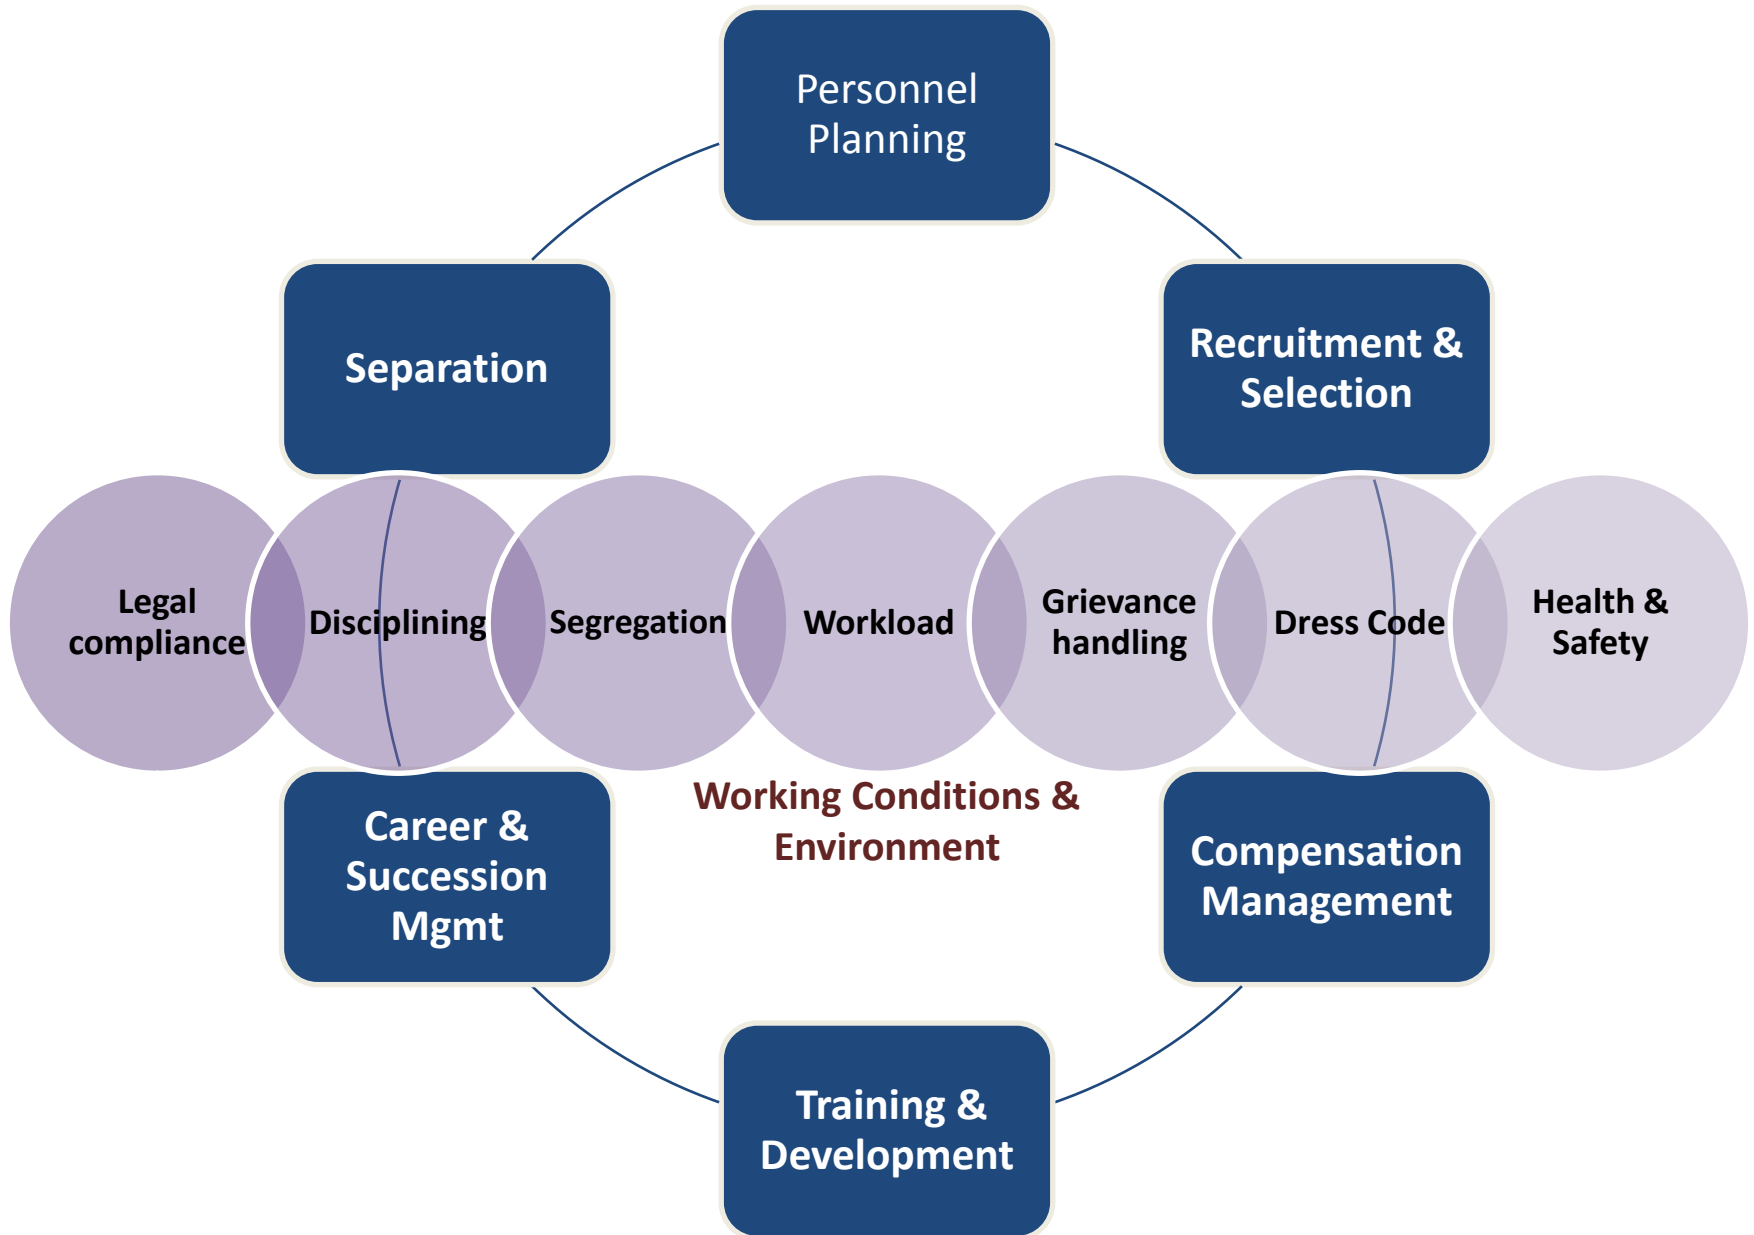 Personnel
Planning
Separation
Recruitment &
Selection
Legal
compliance
Disciplining
Segregation
Workload
Grievance
handling
Dress Code
Health &
Safety
Working Conditions &
Environment
Career &
Succession
Mgmt
Compensation
Management
Training &
Development